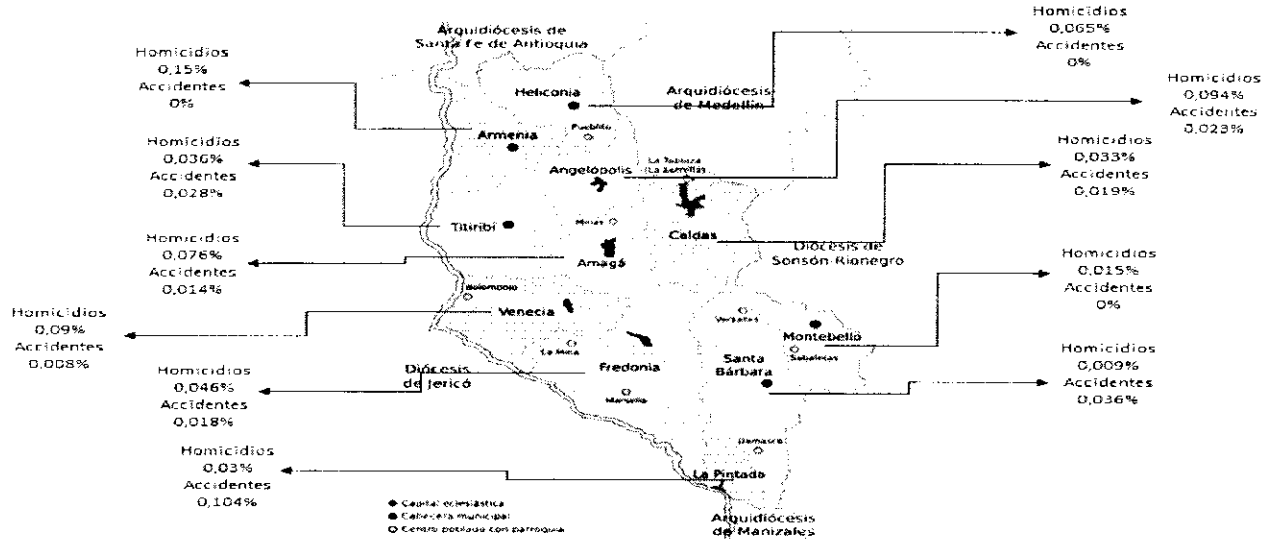 Homicidios
0,065%
Accidentes
0%
Arquidiócesis de
Santa Fe de Antioquia
Homicidios
0,15%
Accidentes
0%
Heliconia
Arquidiócesis
de Medellín
Homicidios
0,094%
Accidentes
0,023%
Armenia
Pueblito
Homicidios
0,036%
Accidentes
0,028%
Angelópolis
La
Homicidios
0,033%
Accidentes
0,019%
Titiribí
Minas
Caldas
Homicidios
0,076%
Accidentes
0,014%
Amagá
Diócesis de
Sonsón-Rionegro
Homicidios
0,015%
Accidentes
0%
Bolombolo
Venecia
Versalles
Montebello
Sabaletas
Homicidios
0,09%
Accidentes
0,008%
La Mina
Fredonia
Santa
Bárbara
Homicidios
0,009%
Accidentes
0,036%
Diócesis
de Jericó
Homicidios
0,046%
Accidentes
0,018%
Marsella
Damasco
Homicidios
0,03%
Accidentes
0,104%
La Pintada
Capital eclesiástica
Cabecera municipal
Centro poblado con parroquia
Arquidiócesis
de Manizales